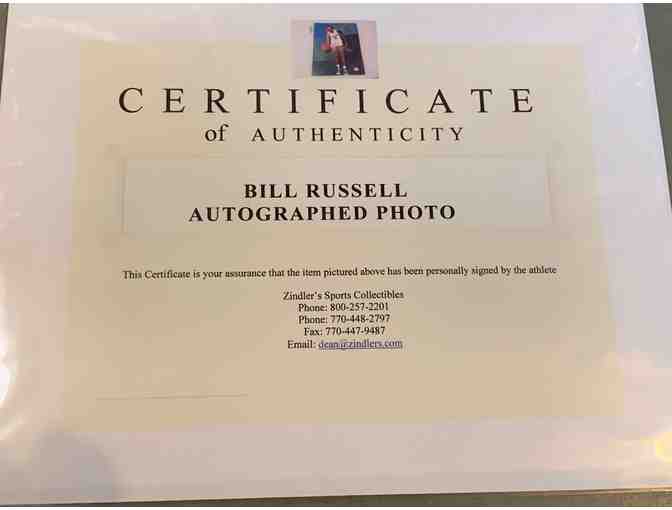 CERTIFICATE
of AUTHENTICITY
BILL RUSSELL
AUTOGRAPHED PHOTO
This Certificate is your assurance that the item pictured above has been personally signed by the athlete
Zindler's Sports Collectibles
Phone: 800-257-2201
Phone: 770-448-2797
Fax: 770-447-9487
Email: dean@zindlers.com